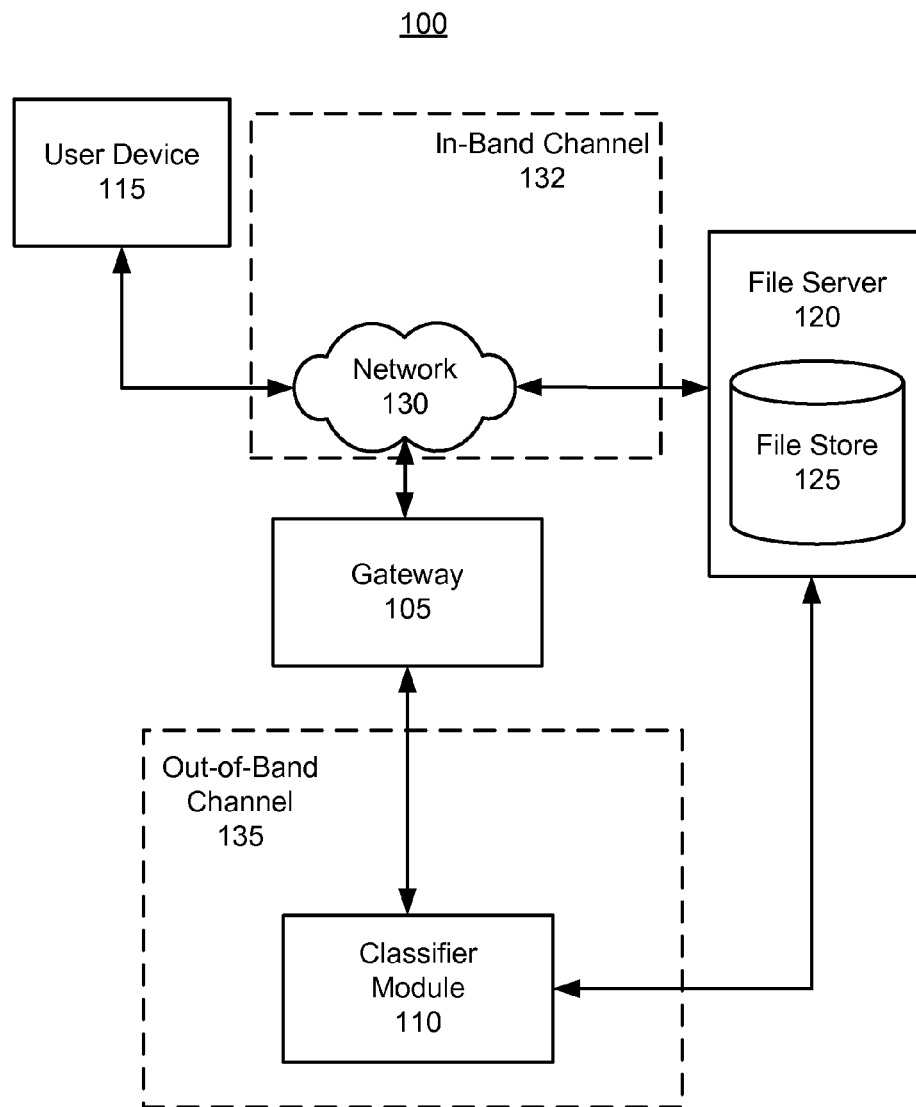 100
User Device
115
In-Band Channel
132
File Server
120
Network
130
File Store
125
Gateway
105
Out-of-Band
Channel
135
Classifier
Module
110